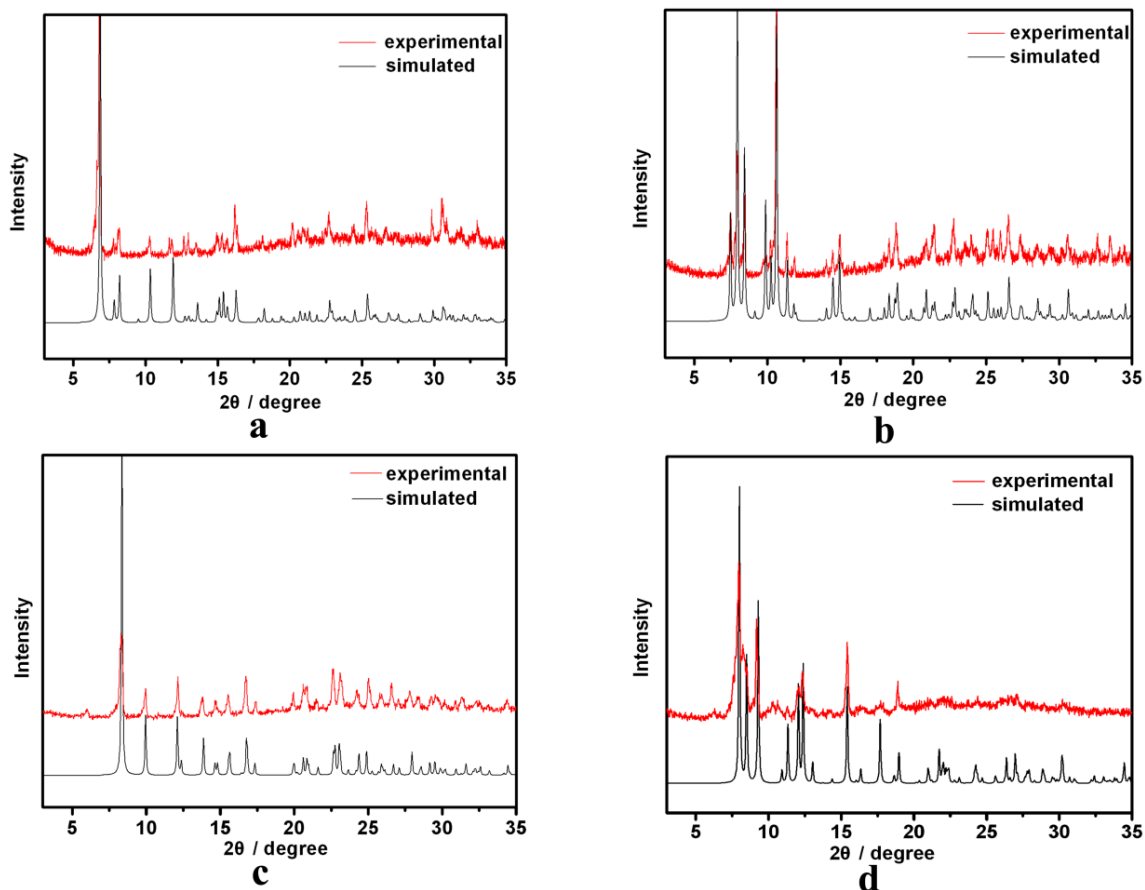 experimental
simulated
Intensity
5 10 15 20 25 30 35
2θ / degree
a
experimental
simulated
Intensity
5 10 15 20 25 30 35
2θ / degree
b
experimental
simulated
Intensity
5 10 15 20 25 30 35
2θ / degree
c
experimental
simulated
Intensity
5 10 15 20 25 30 35
2θ / degree
d